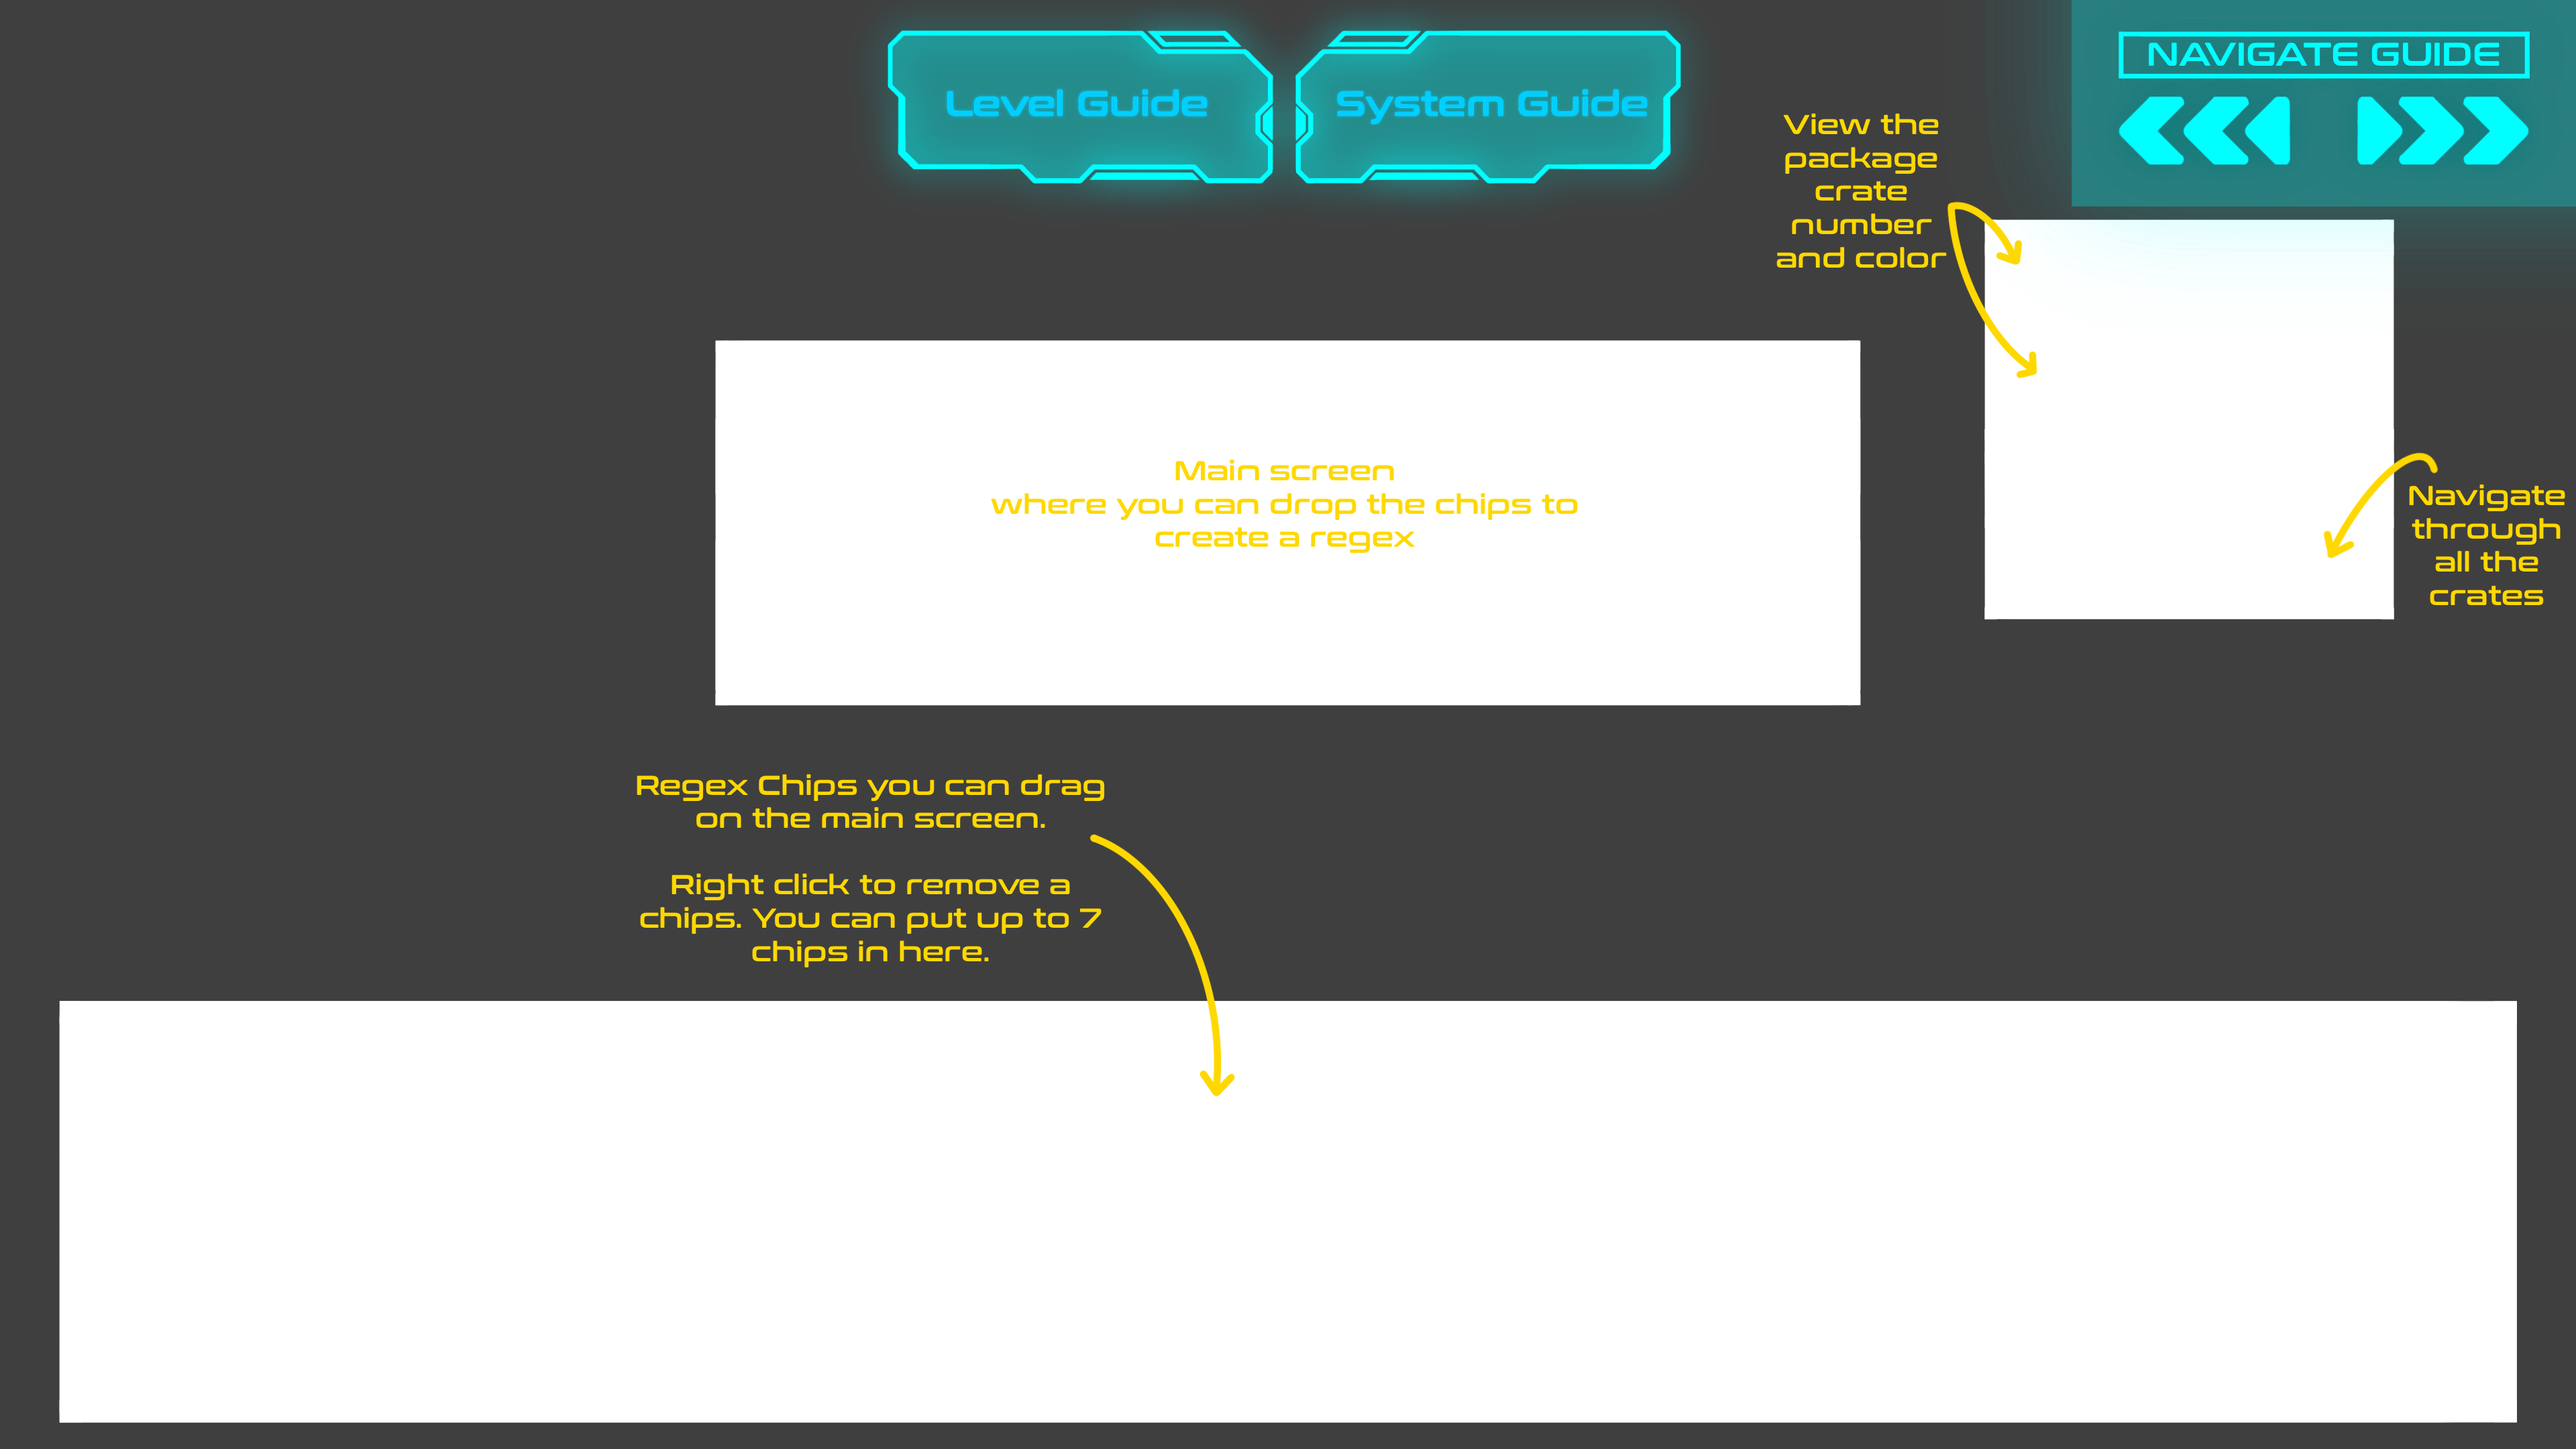 Level Guide
System Guide
NAVIGATE GUIDE
View the
package
crate
number
and color
Main screen
where you can drop the chips to
create a regex
Navigate
through
all the
crates
Regex Chips you can drag
on the main screen.
Right click to remove a
chips. You can put up to 7
chips in here.